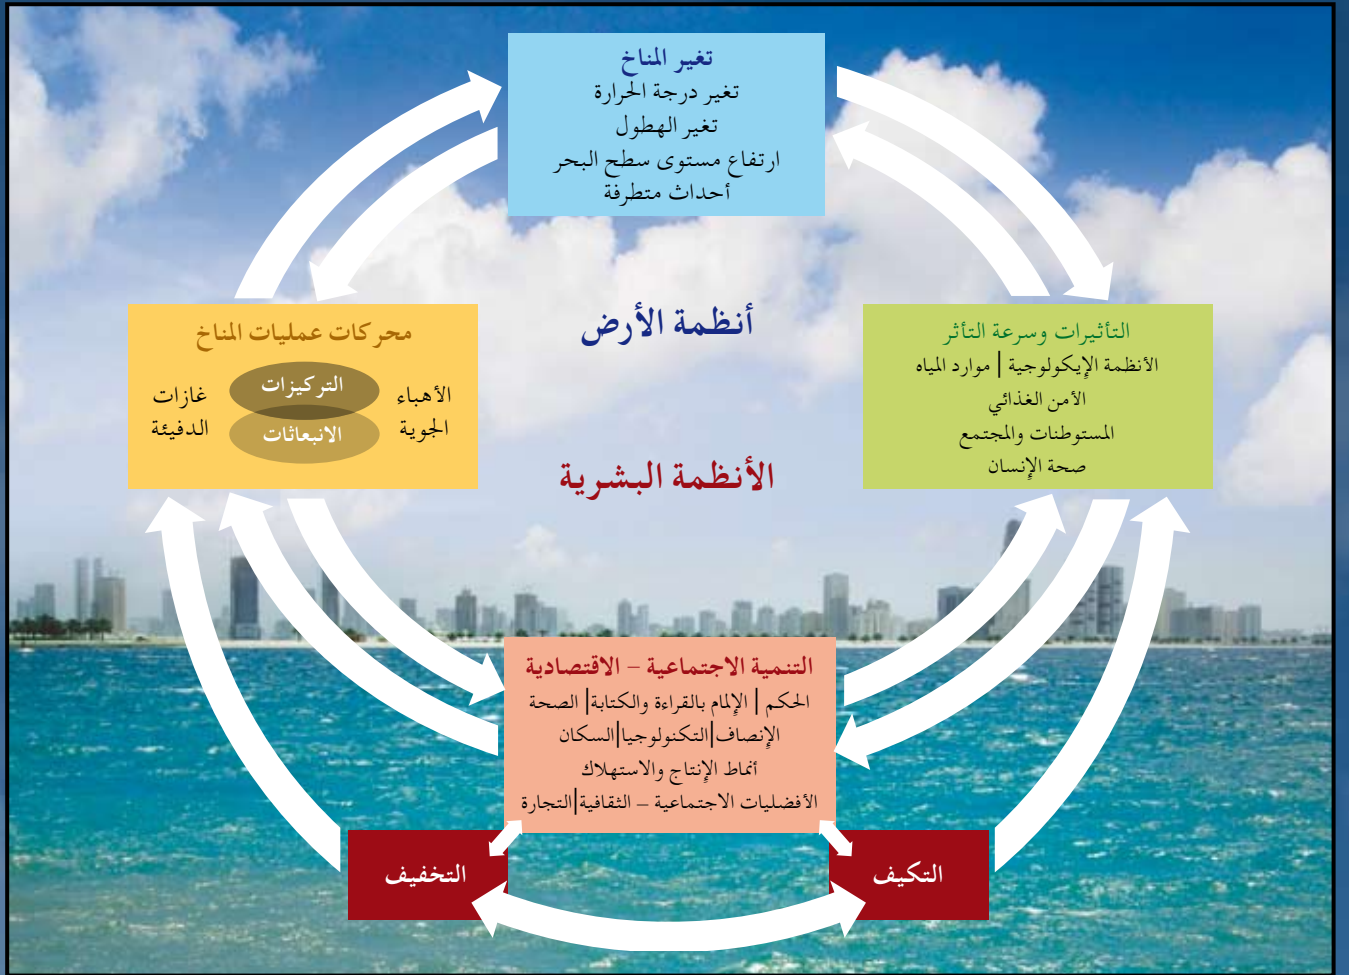 تغير المناخ
تغير درجة الحرارة
تغير الهطول
ارتفاع مستوى سطح البحر
أحداث متطرفة
التأثيرات وسرعة التأثر
الأنظمة الإيكولوجية | موارد المياه
الأمن الغذائي
المستوطنات والمجتمع
صحة الإنسان
أنظمة الأرض
الأنظمة البشرية
محركات عمليات المناخ
الأهباء الجوية
التركيزات
الانبعاثات
غازات الدفيئة
التنمية الاجتماعية – الاقتصادية
الحكم | الإلمام بالقراءة والكتابة| الصحة
الإنصاف|التكنولوجيا|السكان
أنماط الإنتاج والاستهلاك
الأفضليات الاجتماعية – الثقافية|التجارة
التكيف
التخفيف